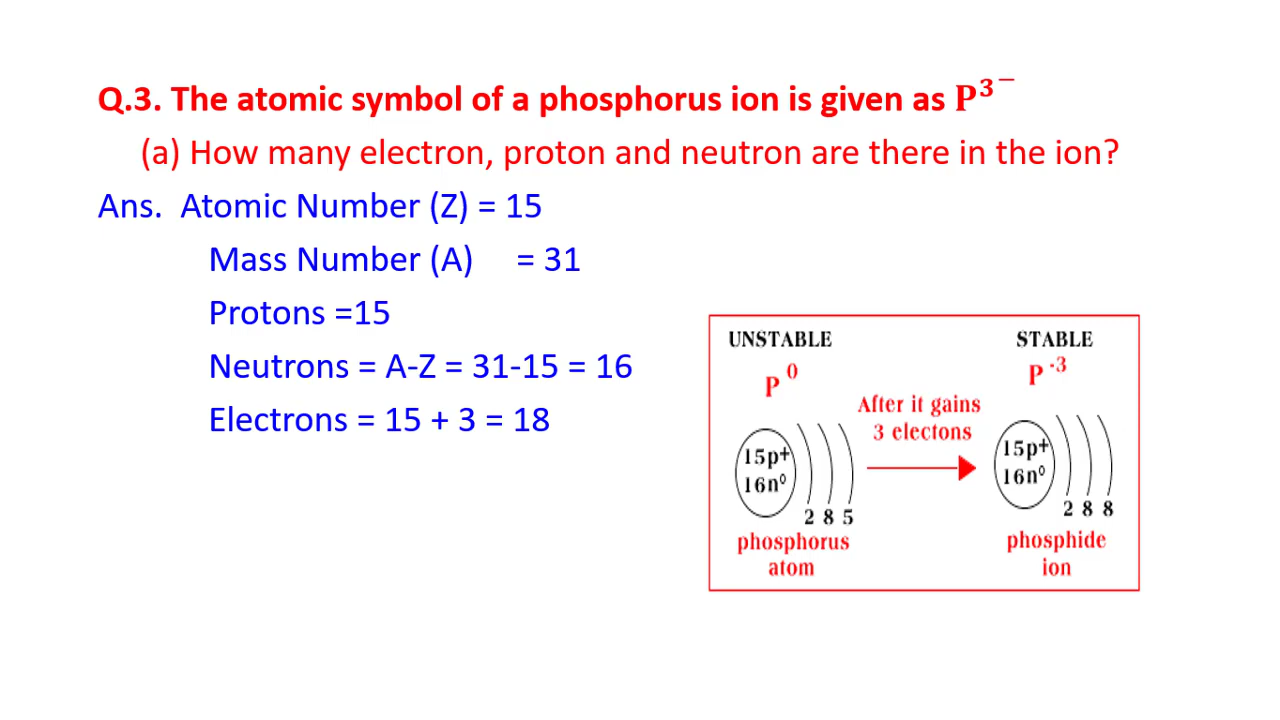 Q.3. The atomic symbol of a phosphorus ion is given as P³⁻
(a) How many electron, proton and neutron are there in the ion?
Ans. Atomic Number (Z) = 15
Mass Number (A) = 31
Protons =15
Neutrons = A-Z = 31-15 = 16
Electrons = 15 + 3 = 18
UNSTABLE
P⁰
15p⁺
16n⁰
2 8 5
phosphorus
atom
After it gains
3 electons
STABLE
P⁻³
15p⁺
16n⁰
2 8 8
phosphide
ion